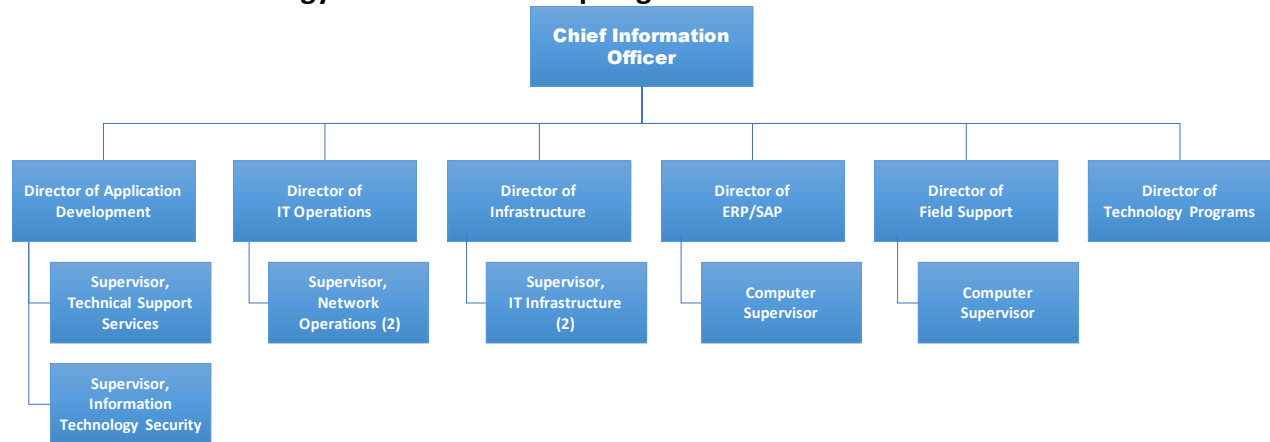 Chief Information
Officer
Director of Application
Development
Director of
IT Operations
Director of
Infrastructure
Director of
ERP/SAP
Director of
Field Support
Director of
Technology Programs
Supervisor,
Technical Support
Services
Supervisor,
Network
Operations (2)
Supervisor,
IT Infrastructure
(2)
Computer
Supervisor
Computer
Supervisor
Supervisor,
Information
Technology Security